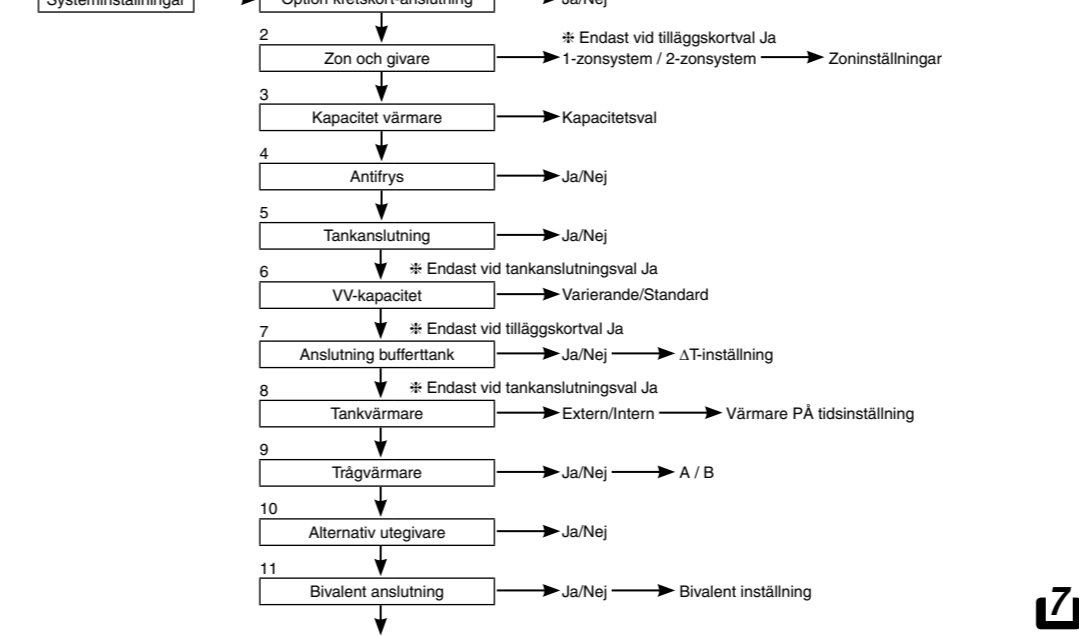 Systeminställningar Option kretskort-anslutning Ja/Nej
2
❉ Endast vid tilläggskortval Ja
Zon och givare 1-zonsystem / 2-zonsystem Zoninställningar
3
Kapacitet värmare Kapacitetsval
4
Antifrys Ja/Nej
5
Tankanslutning Ja/Nej
❉ Endast vid tankanslutningsval Ja
6
VV-kapacitet Varierande/Standard
❉ Endast vid tilläggskortval Ja
7
Anslutning bufferttank Ja/Nej ΔT-inställning
❉ Endast vid tankanslutningsval Ja
8
Tankvärmare Extern/Intern Värmare PÅ tidsinställning
9
Trågvärmare Ja/Nej A / B
10
Alternativ utegivare Ja/Nej
11
Bivalent anslutning Ja/Nej Bivalent inställning
7